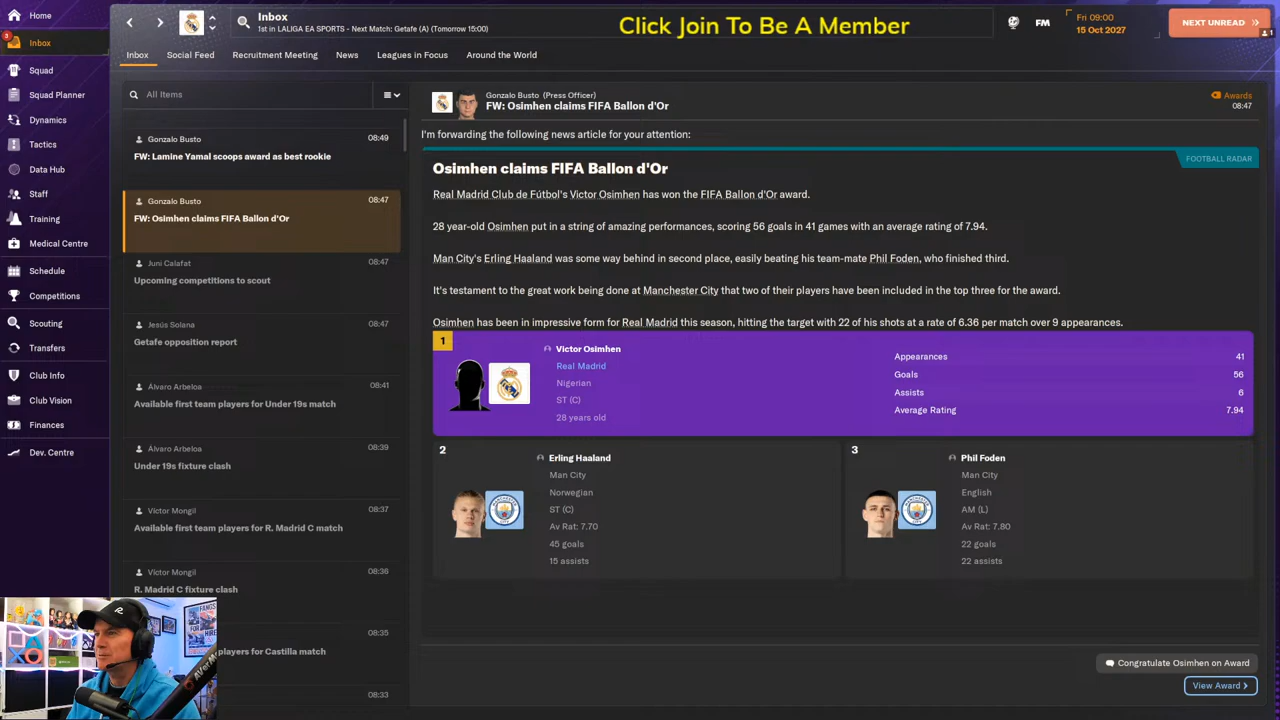 Home
Inbox
3
Squad
Squad Planner
Dynamics
Tactics
Data Hub
Staff
Training
Medical Centre
Schedule
Competitions
Scouting
Transfers
Club Info
Club Vision
Finances
Dev. Centre
Inbox
1st in LALIGA EA SPORTS - Next Match: Getafe (A) (Tomorrow 15:00)
Click Join To Be A Member
FM
Fri 09:00
15 Oct 2027
NEXT UNREAD
1
Inbox
Social Feed
Recruitment Meeting
News
Leagues in Focus
Around the World
All Items
Gonzalo Busto 08:49
FW: Lamine Yamal scoops award as best rookie
Gonzalo Busto 08:47
FW: Osimhen claims FIFA Ballon d'Or
Juni Calafat 08:47
Upcoming competitions to scout
Jesús Solana 08:47
Getafe opposition report
Álvaro Arbeloa 08:41
Available first team players for Under 19s match
Álvaro Arbeloa 08:39
Under 19s fixture clash
Víctor Mongil 08:37
Available first team players for R. Madrid C match
Víctor Mongil 08:36
R. Madrid C fixture clash
08:35
players for Castilla match
08:33
Gonzalo Busto (Press Officer)
FW: Osimhen claims FIFA Ballon d'Or
Awards
08:47
I'm forwarding the following news article for your attention:
FOOTBALL RADAR
Osimhen claims FIFA Ballon d'Or
Real Madrid Club de Fútbol's Victor Osimhen has won the FIFA Ballon d'Or award.
28 year-old Osimhen put in a string of amazing performances, scoring 56 goals in 41 games with an average rating of 7.94.
Man City's Erling Haaland was some way behind in second place, easily beating his team-mate Phil Foden, who finished third.
It's testament to the great work being done at Manchester City that two of their players have been included in the top three for the award.
Osimhen has been in impressive form for Real Madrid this season, hitting the target with 22 of his shots at a rate of 6.36 per match over 9 appearances.
1
Victor Osimhen
Real Madrid
Nigerian
ST (C)
28 years old
Appearances 41
Goals 56
Assists 6
Average Rating 7.94
2
Erling Haaland
Man City
Norwegian
ST (C)
Av Rat: 7.70
45 goals
15 assists
3
Phil Foden
Man City
English
AM (L)
Av Rat: 7.80
22 goals
22 assists
Congratulate Osimhen on Award
View Award